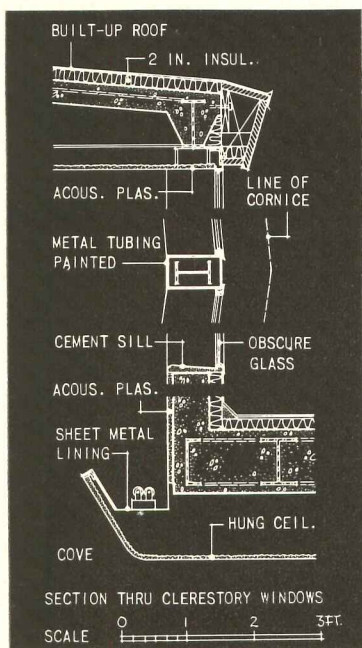 BUILT-UP ROOF
2 IN. INSUL.
ACOUS. PLAS.
LINE OF
CORNICE
METAL TUBING
PAINTED
CEMENT SILL
OBSCURE
GLASS
ACOUS. PLAS.
SHEET METAL
LINING
HUNG CEIL.
COVE
SECTION THRU CLERESTORY WINDOWS
SCALE 0 1 2 3FT.